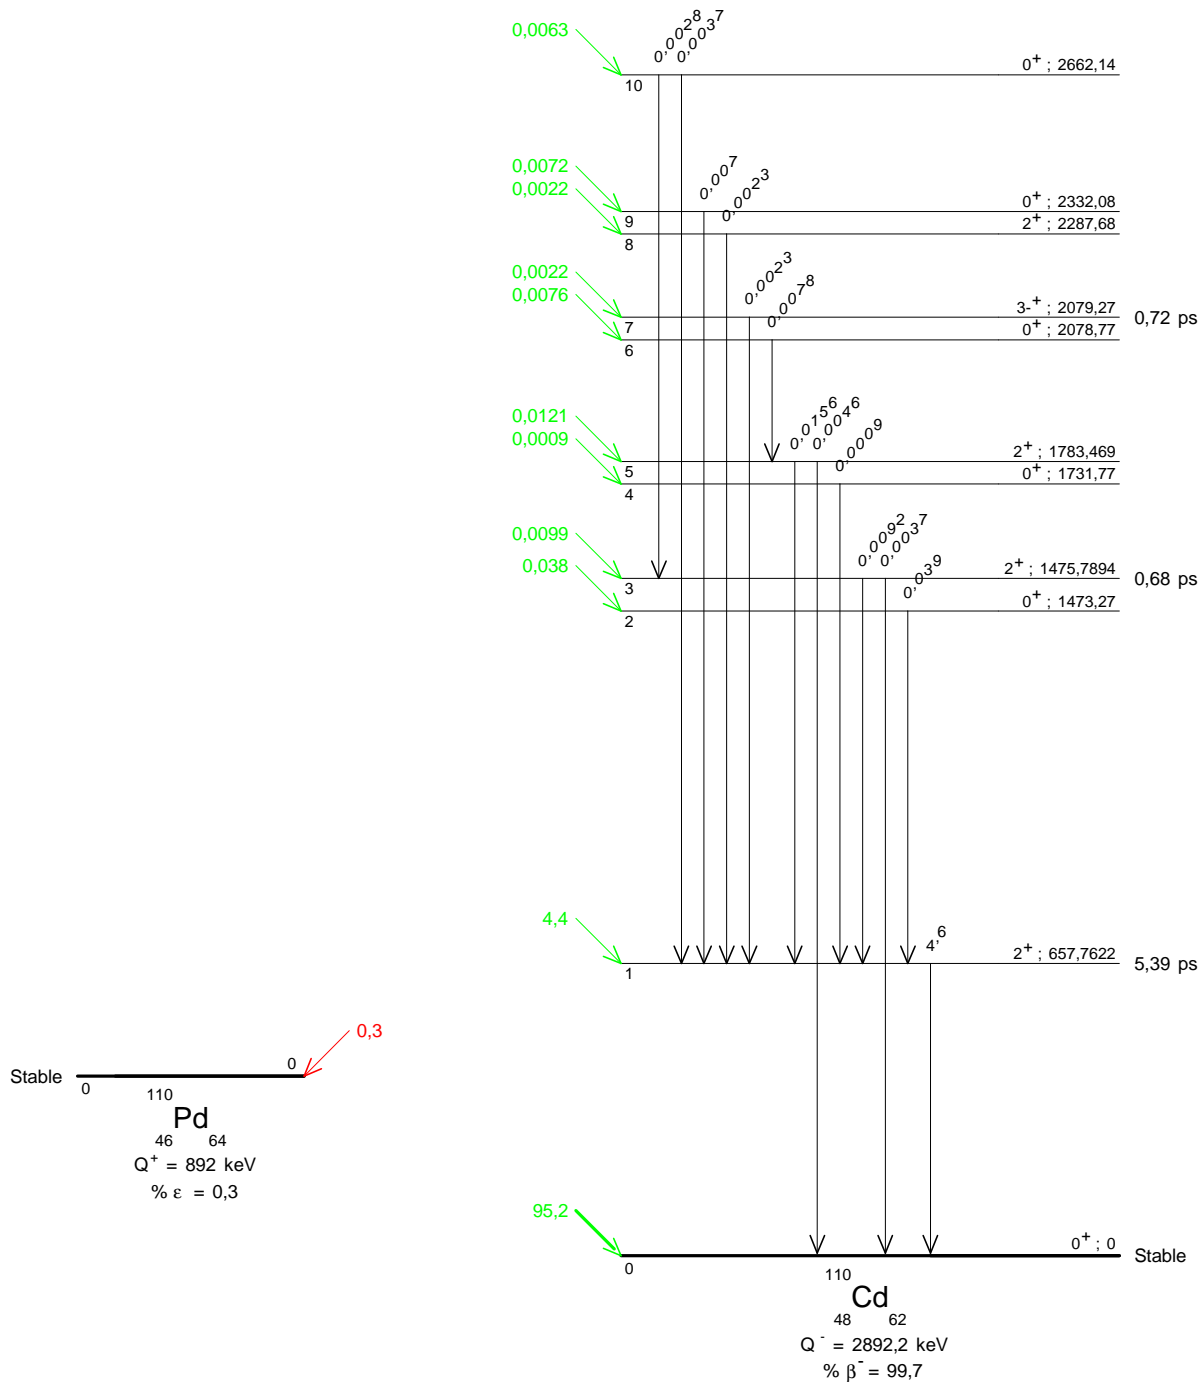 0,0063
0,0028
0,0037
0+ ; 2662,14
10
0,0072
0,007
0,0023
0+ ; 2332,08
9
0,0022
2+ ; 2287,68
8
0,0022
0,0023
0,0078
3-+ ; 2079,27
0,72 ps
7
0,0076
0+ ; 2078,77
6
0,0121
0,0156
0,0046
0,0009
2+ ; 1783,469
5
0,0009
0+ ; 1731,77
4
0,0099
0,0092
0,0037
0,039
2+ ; 1475,7894
0,68 ps
3
0,038
0+ ; 1473,27
2
4,4
4,6
2+ ; 657,7622
5,39 ps
1
0,3
Stable
0
0
110
Pd
46 64
Q+ = 892 keV
% ε = 0,3
95,2
0+ ; 0
Stable
0
110
Cd
48 62
Q - = 2892,2 keV
% β- = 99,7